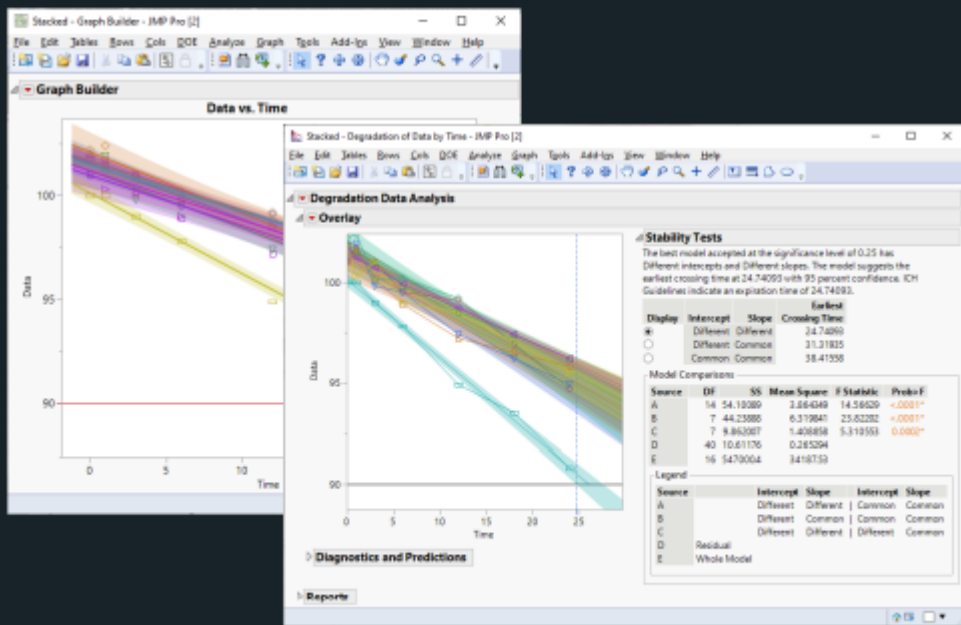 Stacked - Graph Builder - JMP Pro [2]
File Edit Tables Rows Cols DOE Analyze Graph Tools Add-Ins View Window Help
Graph Builder
Data vs. Time
100
95
90
Data
0 5 10
Time
Stacked - Degradation of Data by Time - JMP Pro [2]
File Edit Tables Rows Cols DOE Analyze Graph Tools Add-Ins View Window Help
Degradation Data Analysis
Overlay
100
95
90
Data
0 5 10 15 20 25
Time
Stability Tests
The best model accepted at the significance level of 0.25 has
Different intercepts and Different slopes. The model suggests the
earliest crossing time at 24.74093 with 95 percent confidence. ICH
Guidelines indicate an expiration time of 24.74093.
Earliest
Display Intercept Slope Crossing Time
Different Different 24.74093
Different Common 31.31935
Common Common 38.41598
Model Comparisons
Source DF SS Mean Square F Statistic Prob>F
A 14 54.10089 3.864349 14.56629 <.0001*
B 7 44.23888 6.319841 23.82202 <.0001*
C 7 9.862007 1.408858 5.310553 0.0002*
D 40 10.61176 0.265294
E 16 5470004 341875.3
Legend
Source Intercept Slope Intercept Slope
A Different Different | Common Common
B Different Common | Common Common
C Different Different | Different Common
D Residual
E Whole Model
Diagnostics and Predictions
Reports